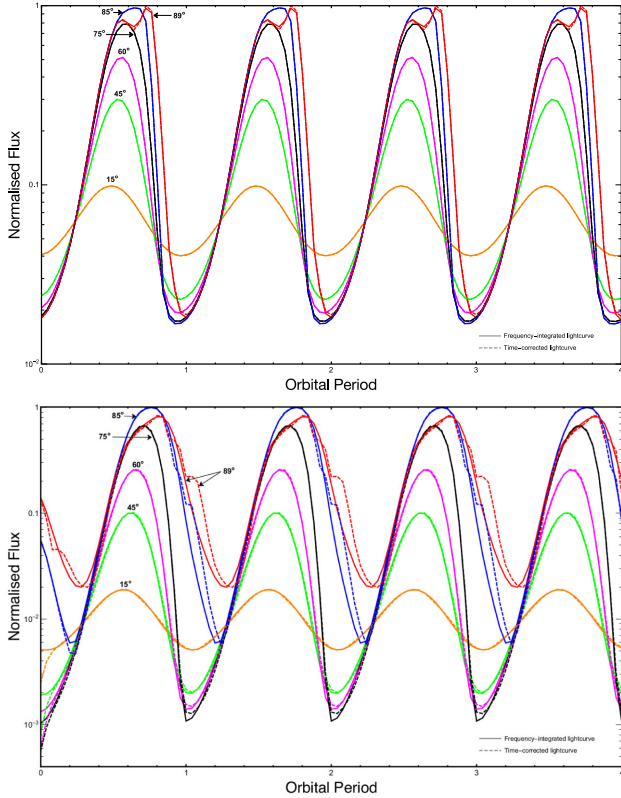 1
85°
89°
75°
60°
45°
15°
0.1
10⁻²
Normalised Flux
Frequency−integrated lightcurve
Time−corrected lightcurve
0 1 2 3 4
Orbital Period
1
85°
75°
60°
89°
45°
15°
0.1
10⁻²
10⁻³
Normalised Flux
Frequency−integrated lightcurve
Time−corrected lightcurve
0 1 2 3 4
Orbital Period